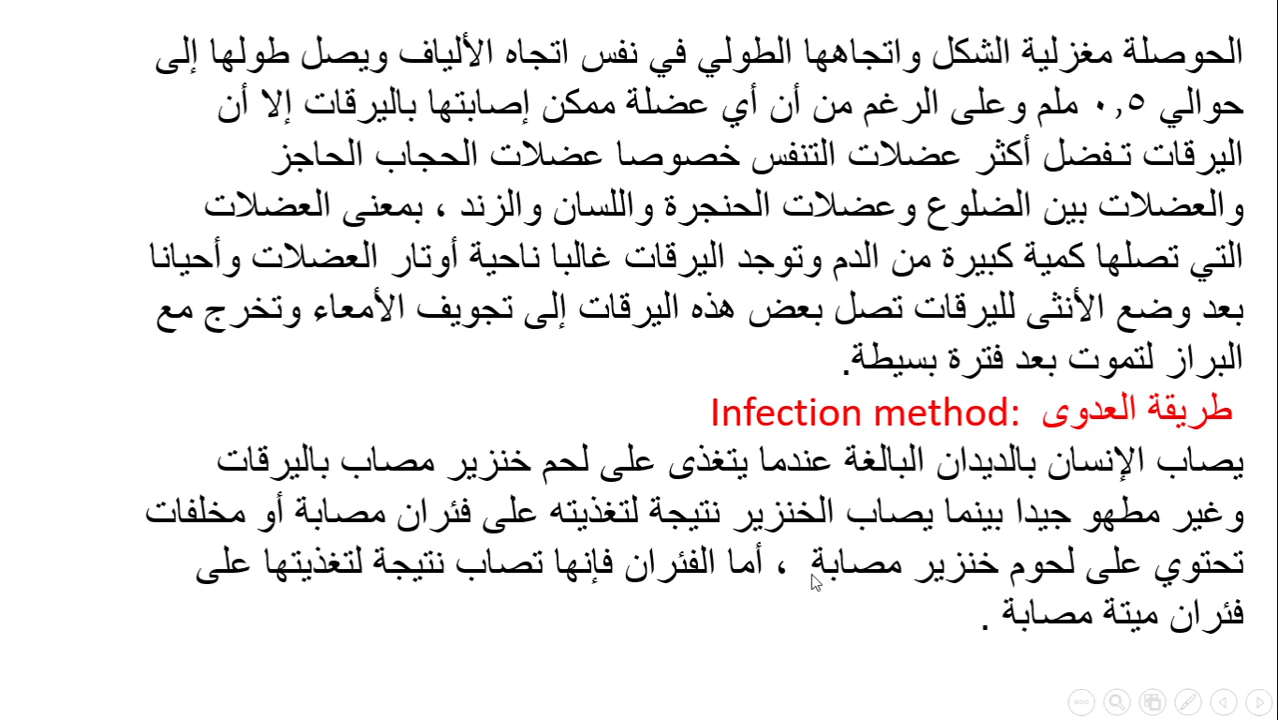 الحوصلة مغزلية الشكل واتجاهها الطولي في نفس اتجاه الألياف ويصل طولها إلى
حوالي ٠,٥ ملم وعلى الرغم من أن أي عضلة ممكن إصابتها باليرقات إلا أن
اليرقات تفضل أكثر عضلات التنفس خصوصا عضلات الحجاب الحاجز
والعضلات بين الضلوع وعضلات الحنجرة واللسان والزند ، بمعنى العضلات
التي تصلها كمية كبيرة من الدم وتوجد اليرقات غالبا ناحية أوتار العضلات وأحيانا
بعد وضع الأنثى لليرقات تصل بعض هذه اليرقات إلى تجويف الأمعاء وتخرج مع
البراز لتموت بعد فترة بسيطة.
طريقة العدوى Infection method:
يصاب الإنسان بالديدان البالغة عندما يتغذى على لحم خنزير مصاب باليرقات
وغير مطهو جيدا بينما يصاب الخنزير نتيجة لتغذيته على فئران مصابة أو مخلفات
تحتوي على لحوم خنزير مصابة ، أما الفئران فإنها تصاب نتيجة لتغذيتها على
فئران ميتة مصابة .